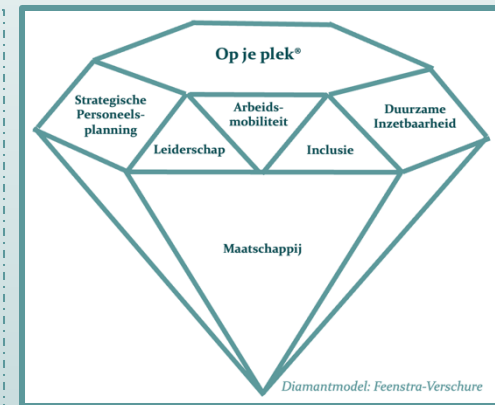 Op je plek®
Strategische
Personeels-
planning
Arbeids-
mobiliteit
Duurzame
Inzetbaarheid
Leiderschap
Inclusie
Maatschappij
Diamantmodel: Feenstra-Verschure